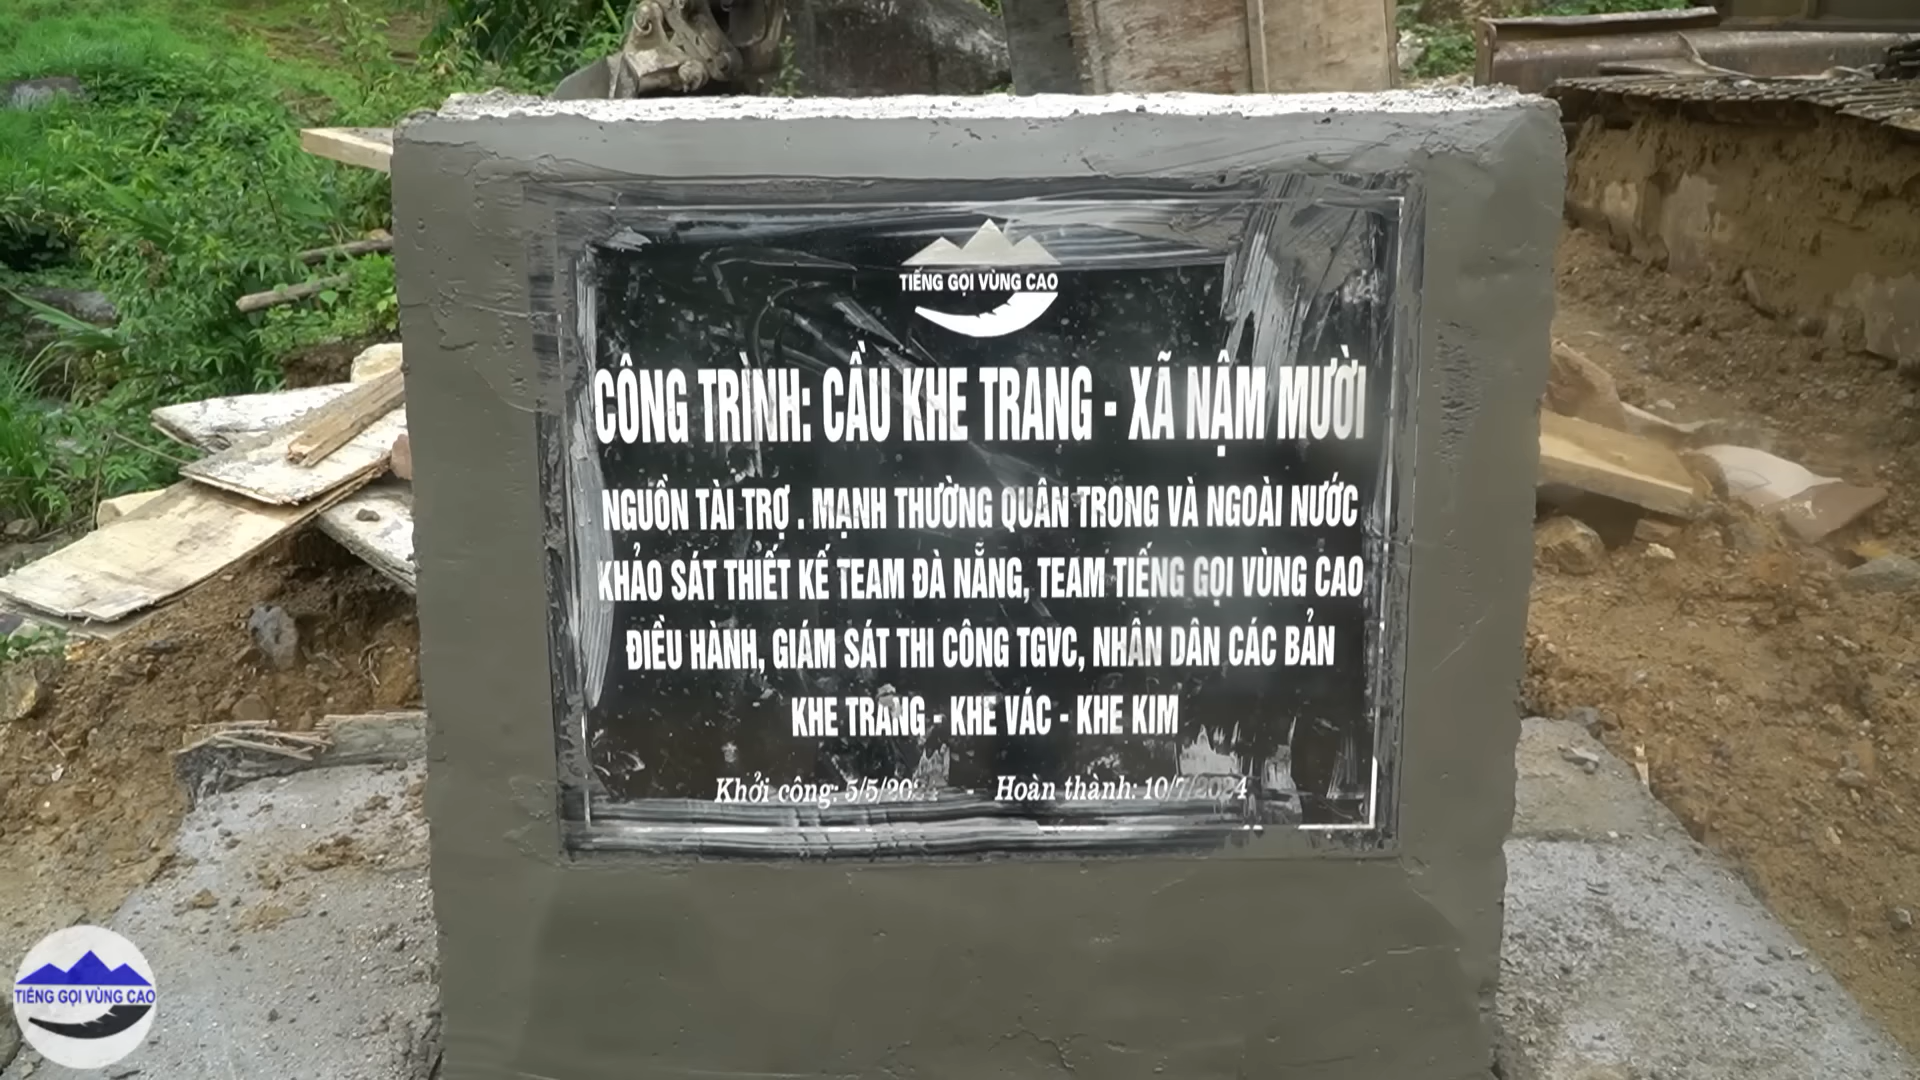 TIẾNG GỌI VÙNG CAO
CÔNG TRÌNH: CẦU KHE TRANG - XÃ NẬM MƯỜI
NGUỒN TÀI TRỢ . MẠNH THƯỜNG QUÂN TRONG VÀ NGOÀI NƯỚC
KHẢO SÁT THIẾT KẾ TEAM ĐÀ NẴNG, TEAM TIẾNG GỌI VÙNG CAO
ĐIỀU HÀNH, GIÁM SÁT THI CÔNG TGVC, NHÂN DÂN CÁC BẢN
KHE TRANG - KHE VÁC - KHE KIM
Khởi công: - Hoàn thành: 10/7/2024
TIẾNG GỌI VÙNG CAO